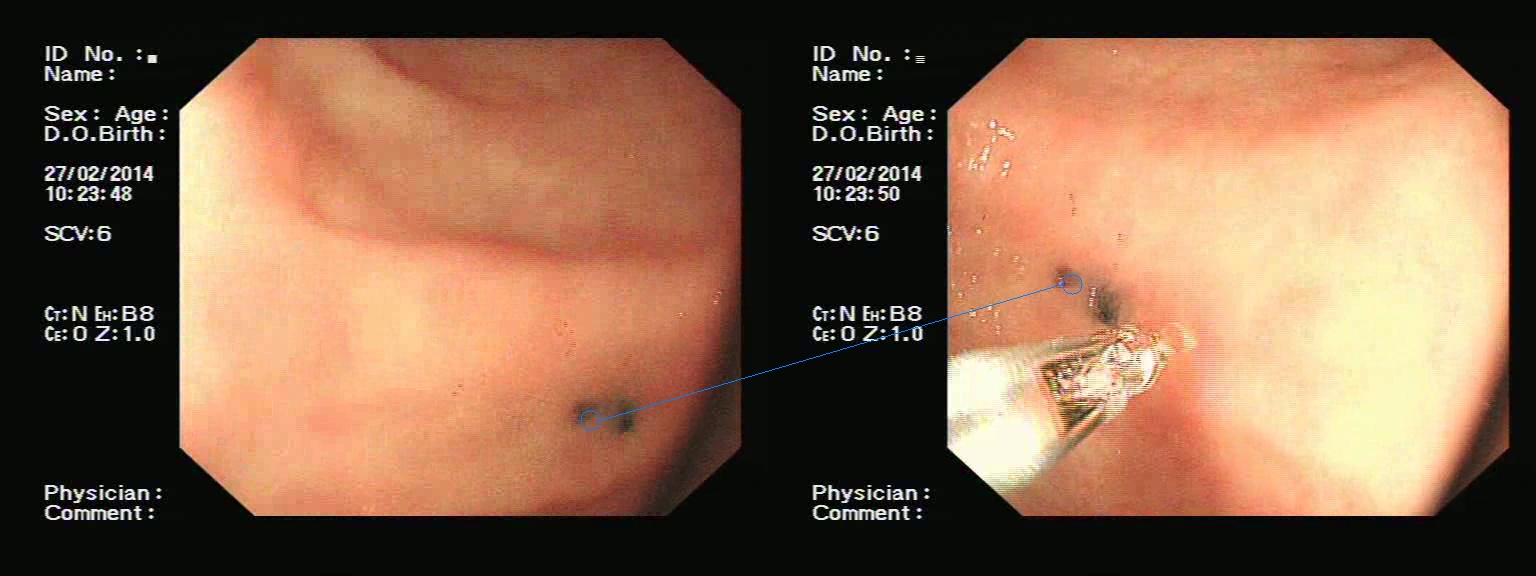 ID No. :
Name:
Sex: Age:
D.O.Birth:
27/02/2014
10:23:48
SCV:6
CT:N EH:B8
CE:0 Z:1.0
Physician:
Comment:
ID No. :
Name:
Sex: Age:
D.O.Birth:
27/02/2014
10:23:50
SCV:6
CT:N EH:B8
CE:0 Z:1.0
Physician:
Comment: